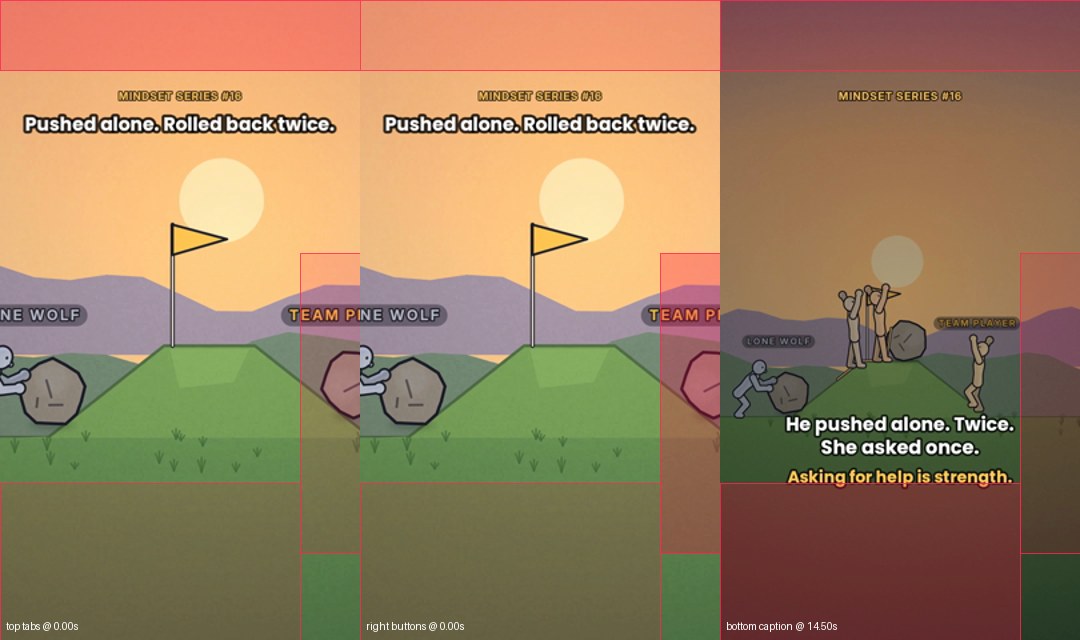 MINDSET SERIES #16
Pushed alone. Rolled back twice.
NE WOLF
TEAM PL
top tabs @ 0.00s
MINDSET SERIES #16
Pushed alone. Rolled back twice.
NE WOLF
TEAM PL
right buttons @ 0.00s
MINDSET SERIES #16
LONE WOLF
TEAM PLAYER
He pushed alone. Twice.
She asked once.
Asking for help is strength.
bottom caption @ 14.50s